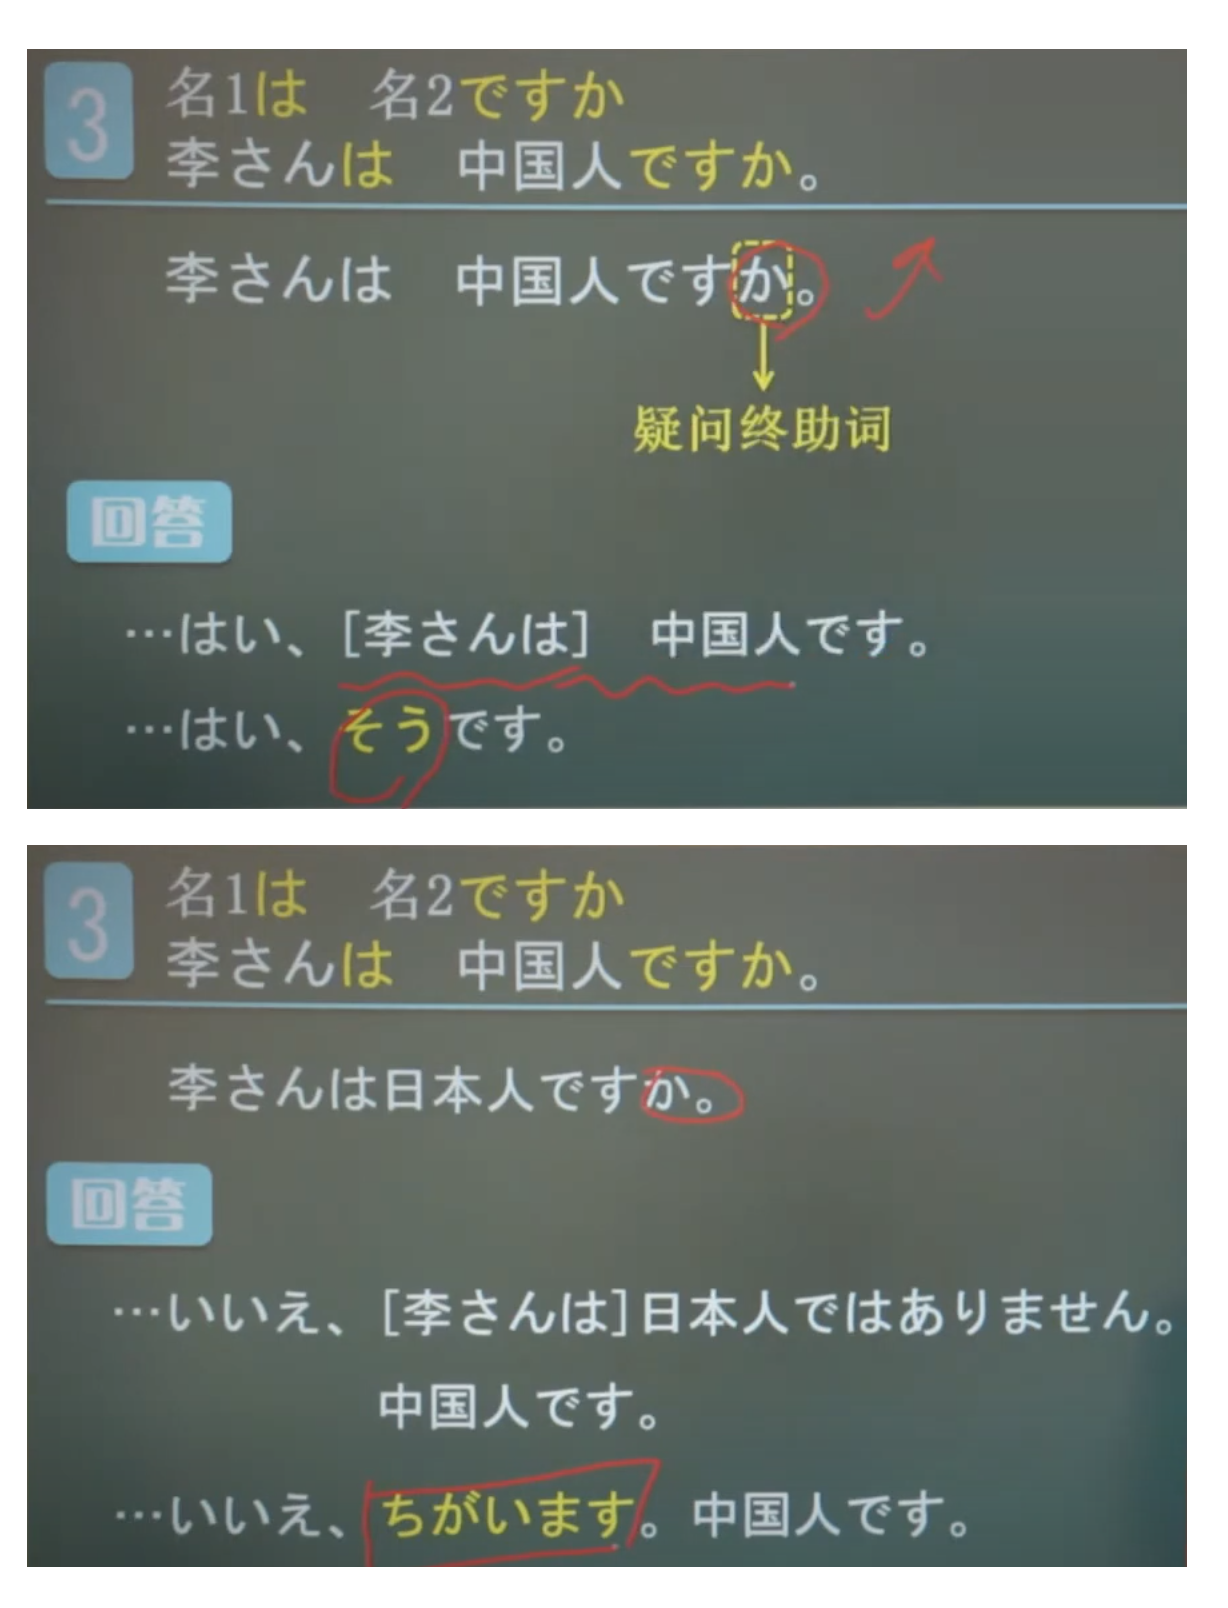 3
名1は　名2ですか
李さんは　中国人ですか。
李さんは　中国人ですか。
疑问终助词
回答
…はい、[李さんは]　中国人です。
…はい、そうです。
3
名1は　名2ですか
李さんは　中国人ですか。
李さんは日本人ですか。
回答
…いいえ、[李さんは]日本人ではありません。
中国人です。
…いいえ、ちがいます。中国人です。